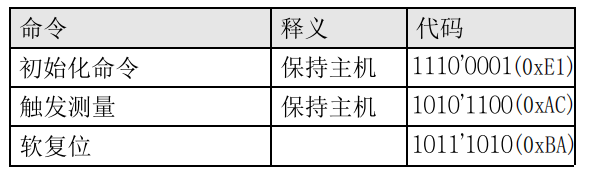 命令 释义 代码
初始化命令 保持主机 1110'0001(0xE1)
触发测量 保持主机 1010'1100(0xAC)
软复位 1011'1010(0xBA)